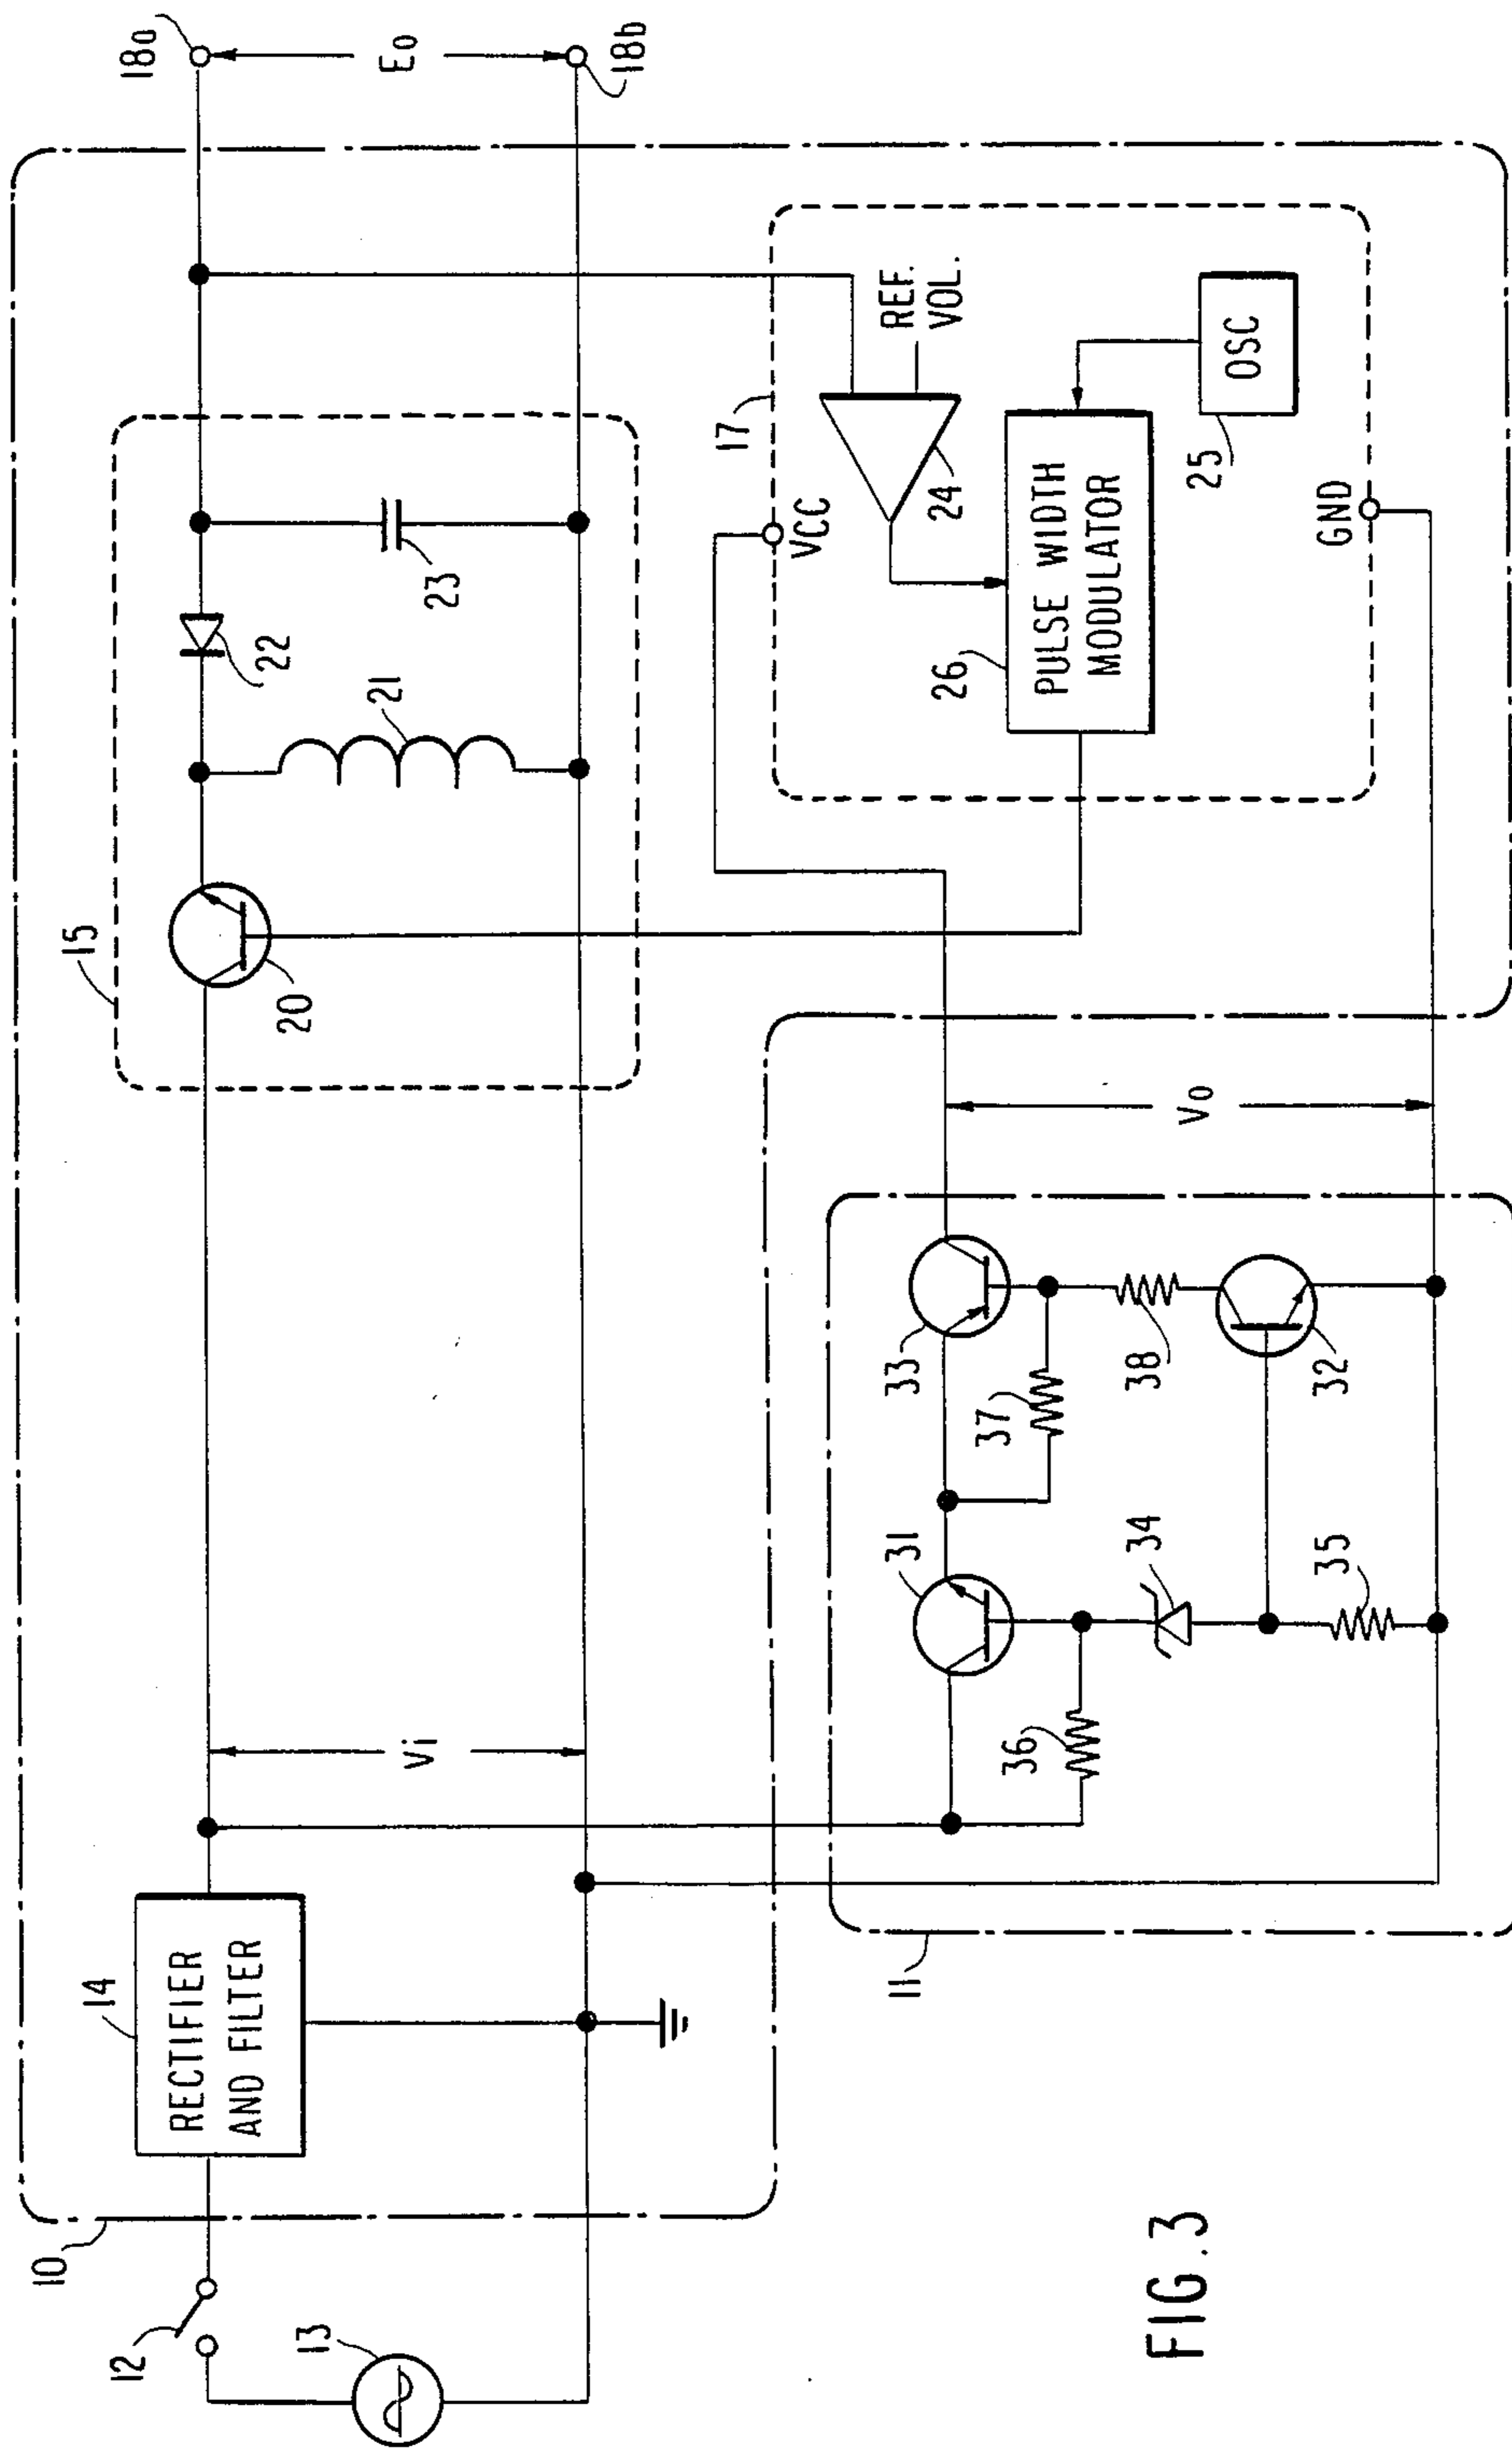 10
12
13
14
RECTIFIER
AND FILTER
Vi
15
20
21
22
23
18a
E0
18b
17
VCC
REF.
VOL.
24
26
PULSE WIDTH
MODULATOR
25
OSC
GND
11
31
33
36
37
34
38
35
32
V0
FIG.3